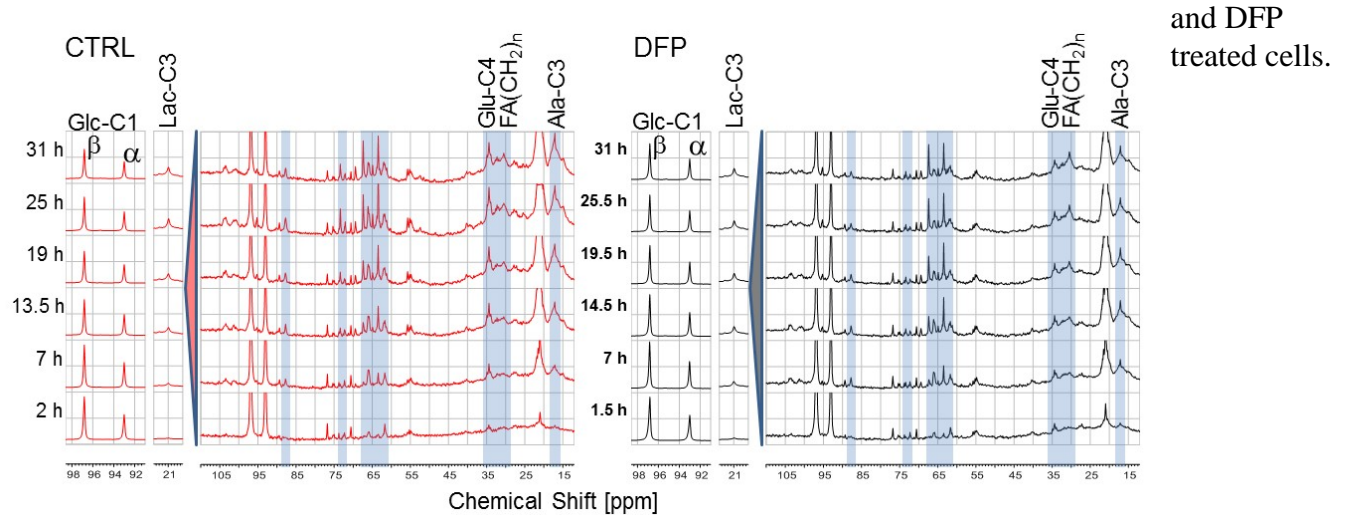 and DFP
treated cells.
CTRL
Glc-C1
β α
Lac-C3
Glu-C4
FA(CH2)n
Ala-C3
31 h
25 h
19 h
13.5 h
7 h
2 h
98 96 94 92
21
105 95 85 75 65 55 45 35 25 15
DFP
Glc-C1
β α
Lac-C3
Glu-C4
FA(CH2)n
Ala-C3
31 h
25.5 h
19.5 h
14.5 h
7 h
1.5 h
98 96 94 92
21
105 95 85 75 65 55 45 35 25 15
Chemical Shift [ppm]